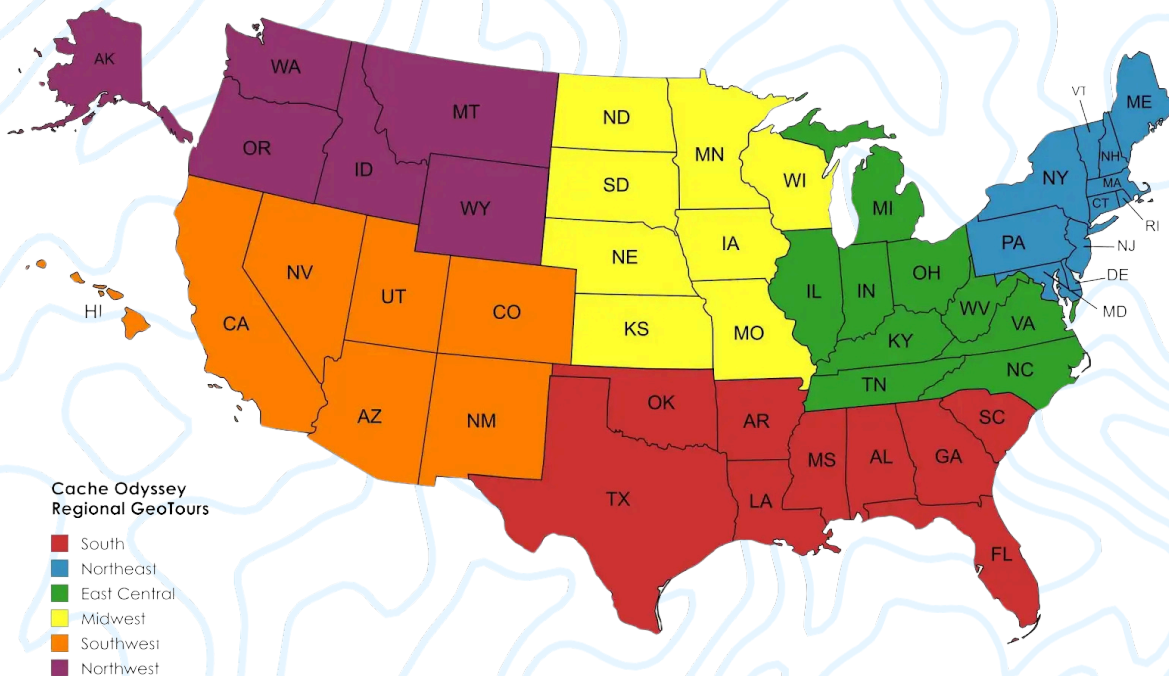 AK
WA
MT
ND
MN
VT
ME
OR
ID
SD
WI
NH
NY
MA
WY
MI
CT
RI
NE
IA
PA
NJ
NV
UT
CO
IL
IN
OH
DE
HI
CA
KS
MO
WV
VA
MD
KY
NC
TN
AZ
NM
OK
AR
SC
MS
AL
GA
TX
LA
FL
Cache Odyssey
Regional GeoTours
South
Northeast
East Central
Midwest
Southwest
Northwest